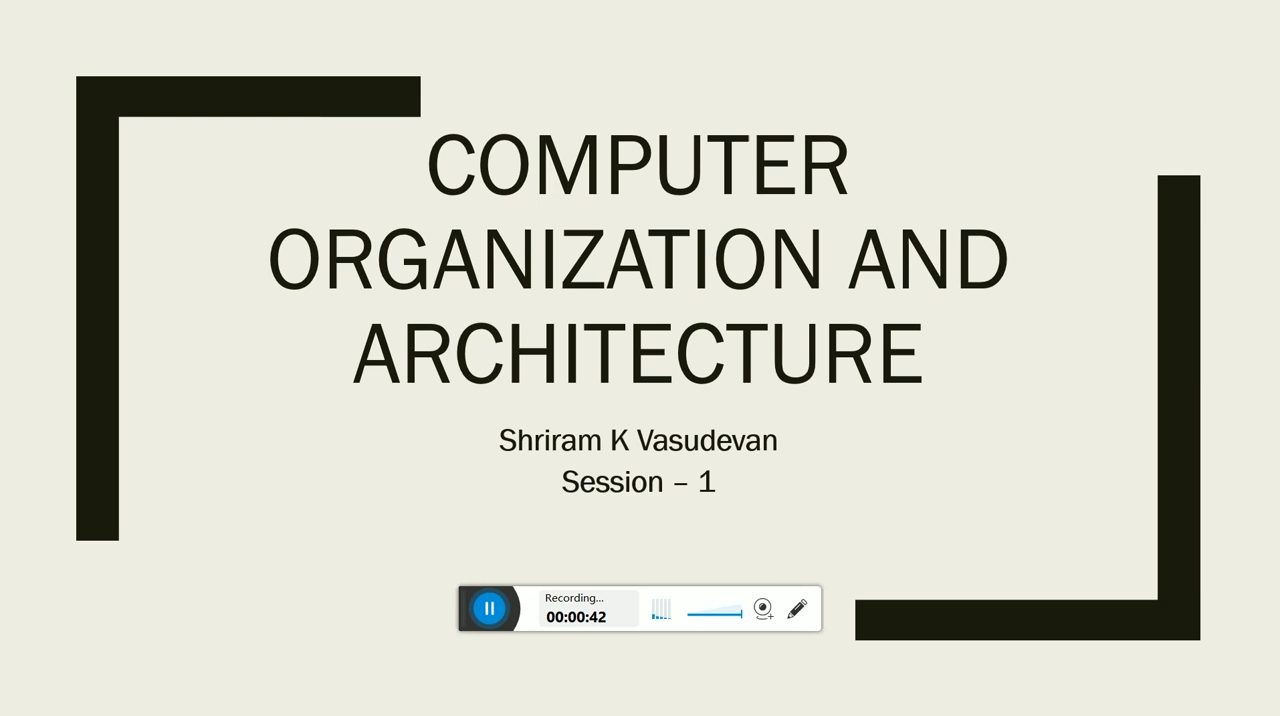 COMPUTER
ORGANIZATION AND
ARCHITECTURE
Shriram K Vasudevan
Session – 1
Recording...
00:00:42